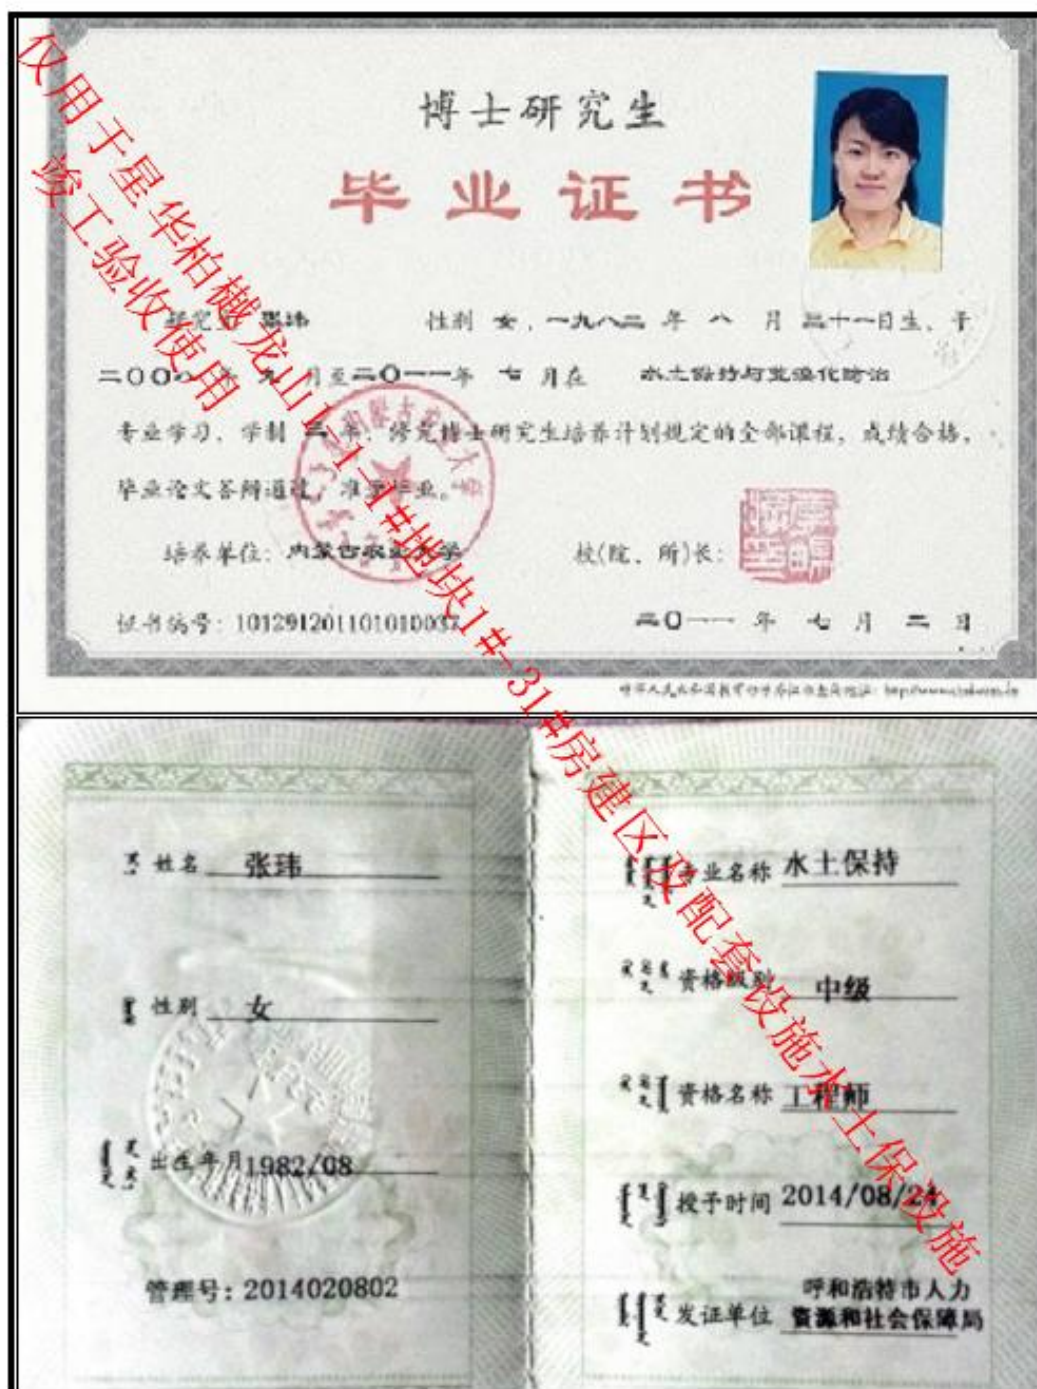 博士研究生
毕业证书
研究生 张玮 性别 女,一九八二 年 八 月 三十一日生、于
二〇〇 年 九 月至二〇一一年 七 月在 水土保持与荒漠化防治
专业学习,学制 三 年,修完博士研究生培养计划规定的全部课程,成绩合格,
毕业论文答辩通过,准予毕业。
培养单位:内蒙古农业大学 校(院、所)长:
证书编号:101291201101010037 二〇一一 年 七 月 二 日
仅用于星华柏樾龙山1-1-1#地块1#-31#房建区及配套设施水土保设施
竣工验收使用
姓名 张玮
性别 女
出生年月 1982/08
管理号:2014020802
专业名称 水土保持
资格级别 中级
资格名称 工程师
授予时间 2014/08/24
发证单位 呼和浩特市人力
资源和社会保障局